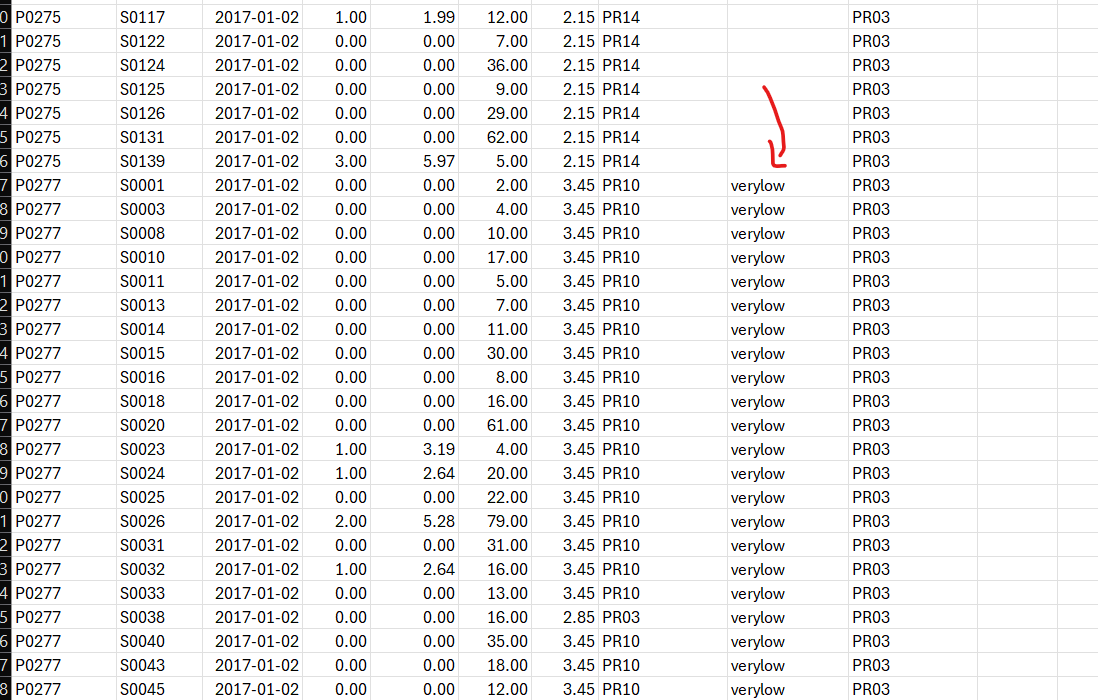 0 P0275 S0117 2017-01-02 1.00 1.99 12.00 2.15 PR14 PR03
1 P0275 S0122 2017-01-02 0.00 0.00 7.00 2.15 PR14 PR03
2 P0275 S0124 2017-01-02 0.00 0.00 36.00 2.15 PR14 PR03
3 P0275 S0125 2017-01-02 0.00 0.00 9.00 2.15 PR14 PR03
4 P0275 S0126 2017-01-02 0.00 0.00 29.00 2.15 PR14 PR03
5 P0275 S0131 2017-01-02 0.00 0.00 62.00 2.15 PR14 PR03
6 P0275 S0139 2017-01-02 3.00 5.97 5.00 2.15 PR14 PR03
7 P0277 S0001 2017-01-02 0.00 0.00 2.00 3.45 PR10 verylow PR03
8 P0277 S0003 2017-01-02 0.00 0.00 4.00 3.45 PR10 verylow PR03
9 P0277 S0008 2017-01-02 0.00 0.00 10.00 3.45 PR10 verylow PR03
0 P0277 S0010 2017-01-02 0.00 0.00 17.00 3.45 PR10 verylow PR03
1 P0277 S0011 2017-01-02 0.00 0.00 5.00 3.45 PR10 verylow PR03
2 P0277 S0013 2017-01-02 0.00 0.00 7.00 3.45 PR10 verylow PR03
3 P0277 S0014 2017-01-02 0.00 0.00 11.00 3.45 PR10 verylow PR03
4 P0277 S0015 2017-01-02 0.00 0.00 30.00 3.45 PR10 verylow PR03
5 P0277 S0016 2017-01-02 0.00 0.00 8.00 3.45 PR10 verylow PR03
6 P0277 S0018 2017-01-02 0.00 0.00 16.00 3.45 PR10 verylow PR03
7 P0277 S0020 2017-01-02 0.00 0.00 61.00 3.45 PR10 verylow PR03
8 P0277 S0023 2017-01-02 1.00 3.19 4.00 3.45 PR10 verylow PR03
9 P0277 S0024 2017-01-02 1.00 2.64 20.00 3.45 PR10 verylow PR03
0 P0277 S0025 2017-01-02 0.00 0.00 22.00 3.45 PR10 verylow PR03
1 P0277 S0026 2017-01-02 2.00 5.28 79.00 3.45 PR10 verylow PR03
2 P0277 S0031 2017-01-02 0.00 0.00 31.00 3.45 PR10 verylow PR03
3 P0277 S0032 2017-01-02 1.00 2.64 16.00 3.45 PR10 verylow PR03
4 P0277 S0033 2017-01-02 0.00 0.00 13.00 3.45 PR10 verylow PR03
5 P0277 S0038 2017-01-02 0.00 0.00 16.00 2.85 PR03 verylow PR03
6 P0277 S0040 2017-01-02 0.00 0.00 35.00 3.45 PR10 verylow PR03
7 P0277 S0043 2017-01-02 0.00 0.00 18.00 3.45 PR10 verylow PR03
8 P0277 S0045 2017-01-02 0.00 0.00 12.00 3.45 PR10 verylow PR03